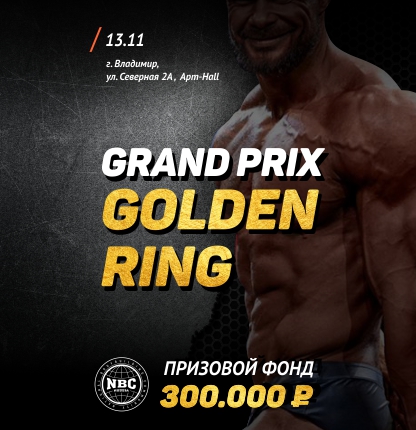 13.11
г. Владимир,
ул. Северная 2А, Арт-Hall
GRAND PRIX
GOLDEN
RING
NBC
ПРИЗОВОЙ ФОНД
300.000 ₽